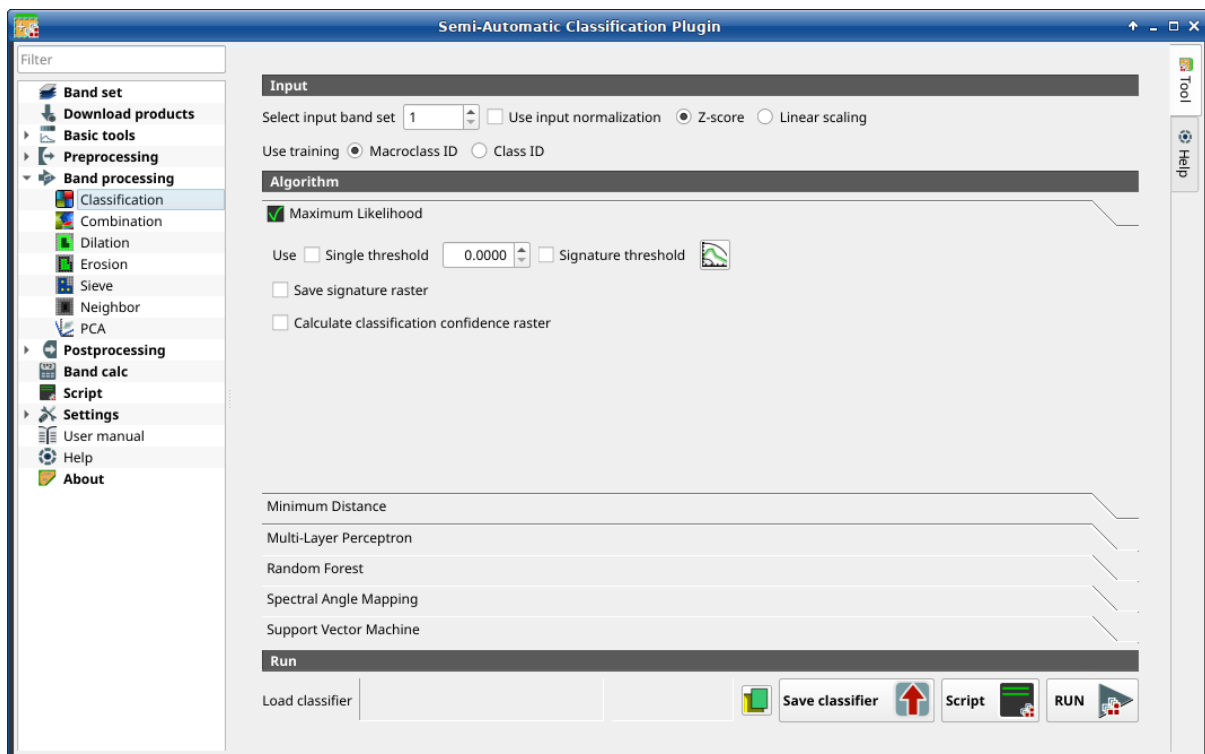 Semi-Automatic Classification Plugin
Filter
Band set
Download products
Basic tools
Preprocessing
Band processing
Classification
Combination
Dilation
Erosion
Sieve
Neighbor
PCA
Postprocessing
Band calc
Script
Settings
User manual
Help
About
Input
Select input band set 1 Use input normalization Z-score Linear scaling
Use training Macroclass ID Class ID
Algorithm
Maximum Likelihood
Use Single threshold 0.0000 Signature threshold
Save signature raster
Calculate classification confidence raster
Minimum Distance
Multi-Layer Perceptron
Random Forest
Spectral Angle Mapping
Support Vector Machine
Run
Load classifier Save classifier Script RUN
Tool
Help